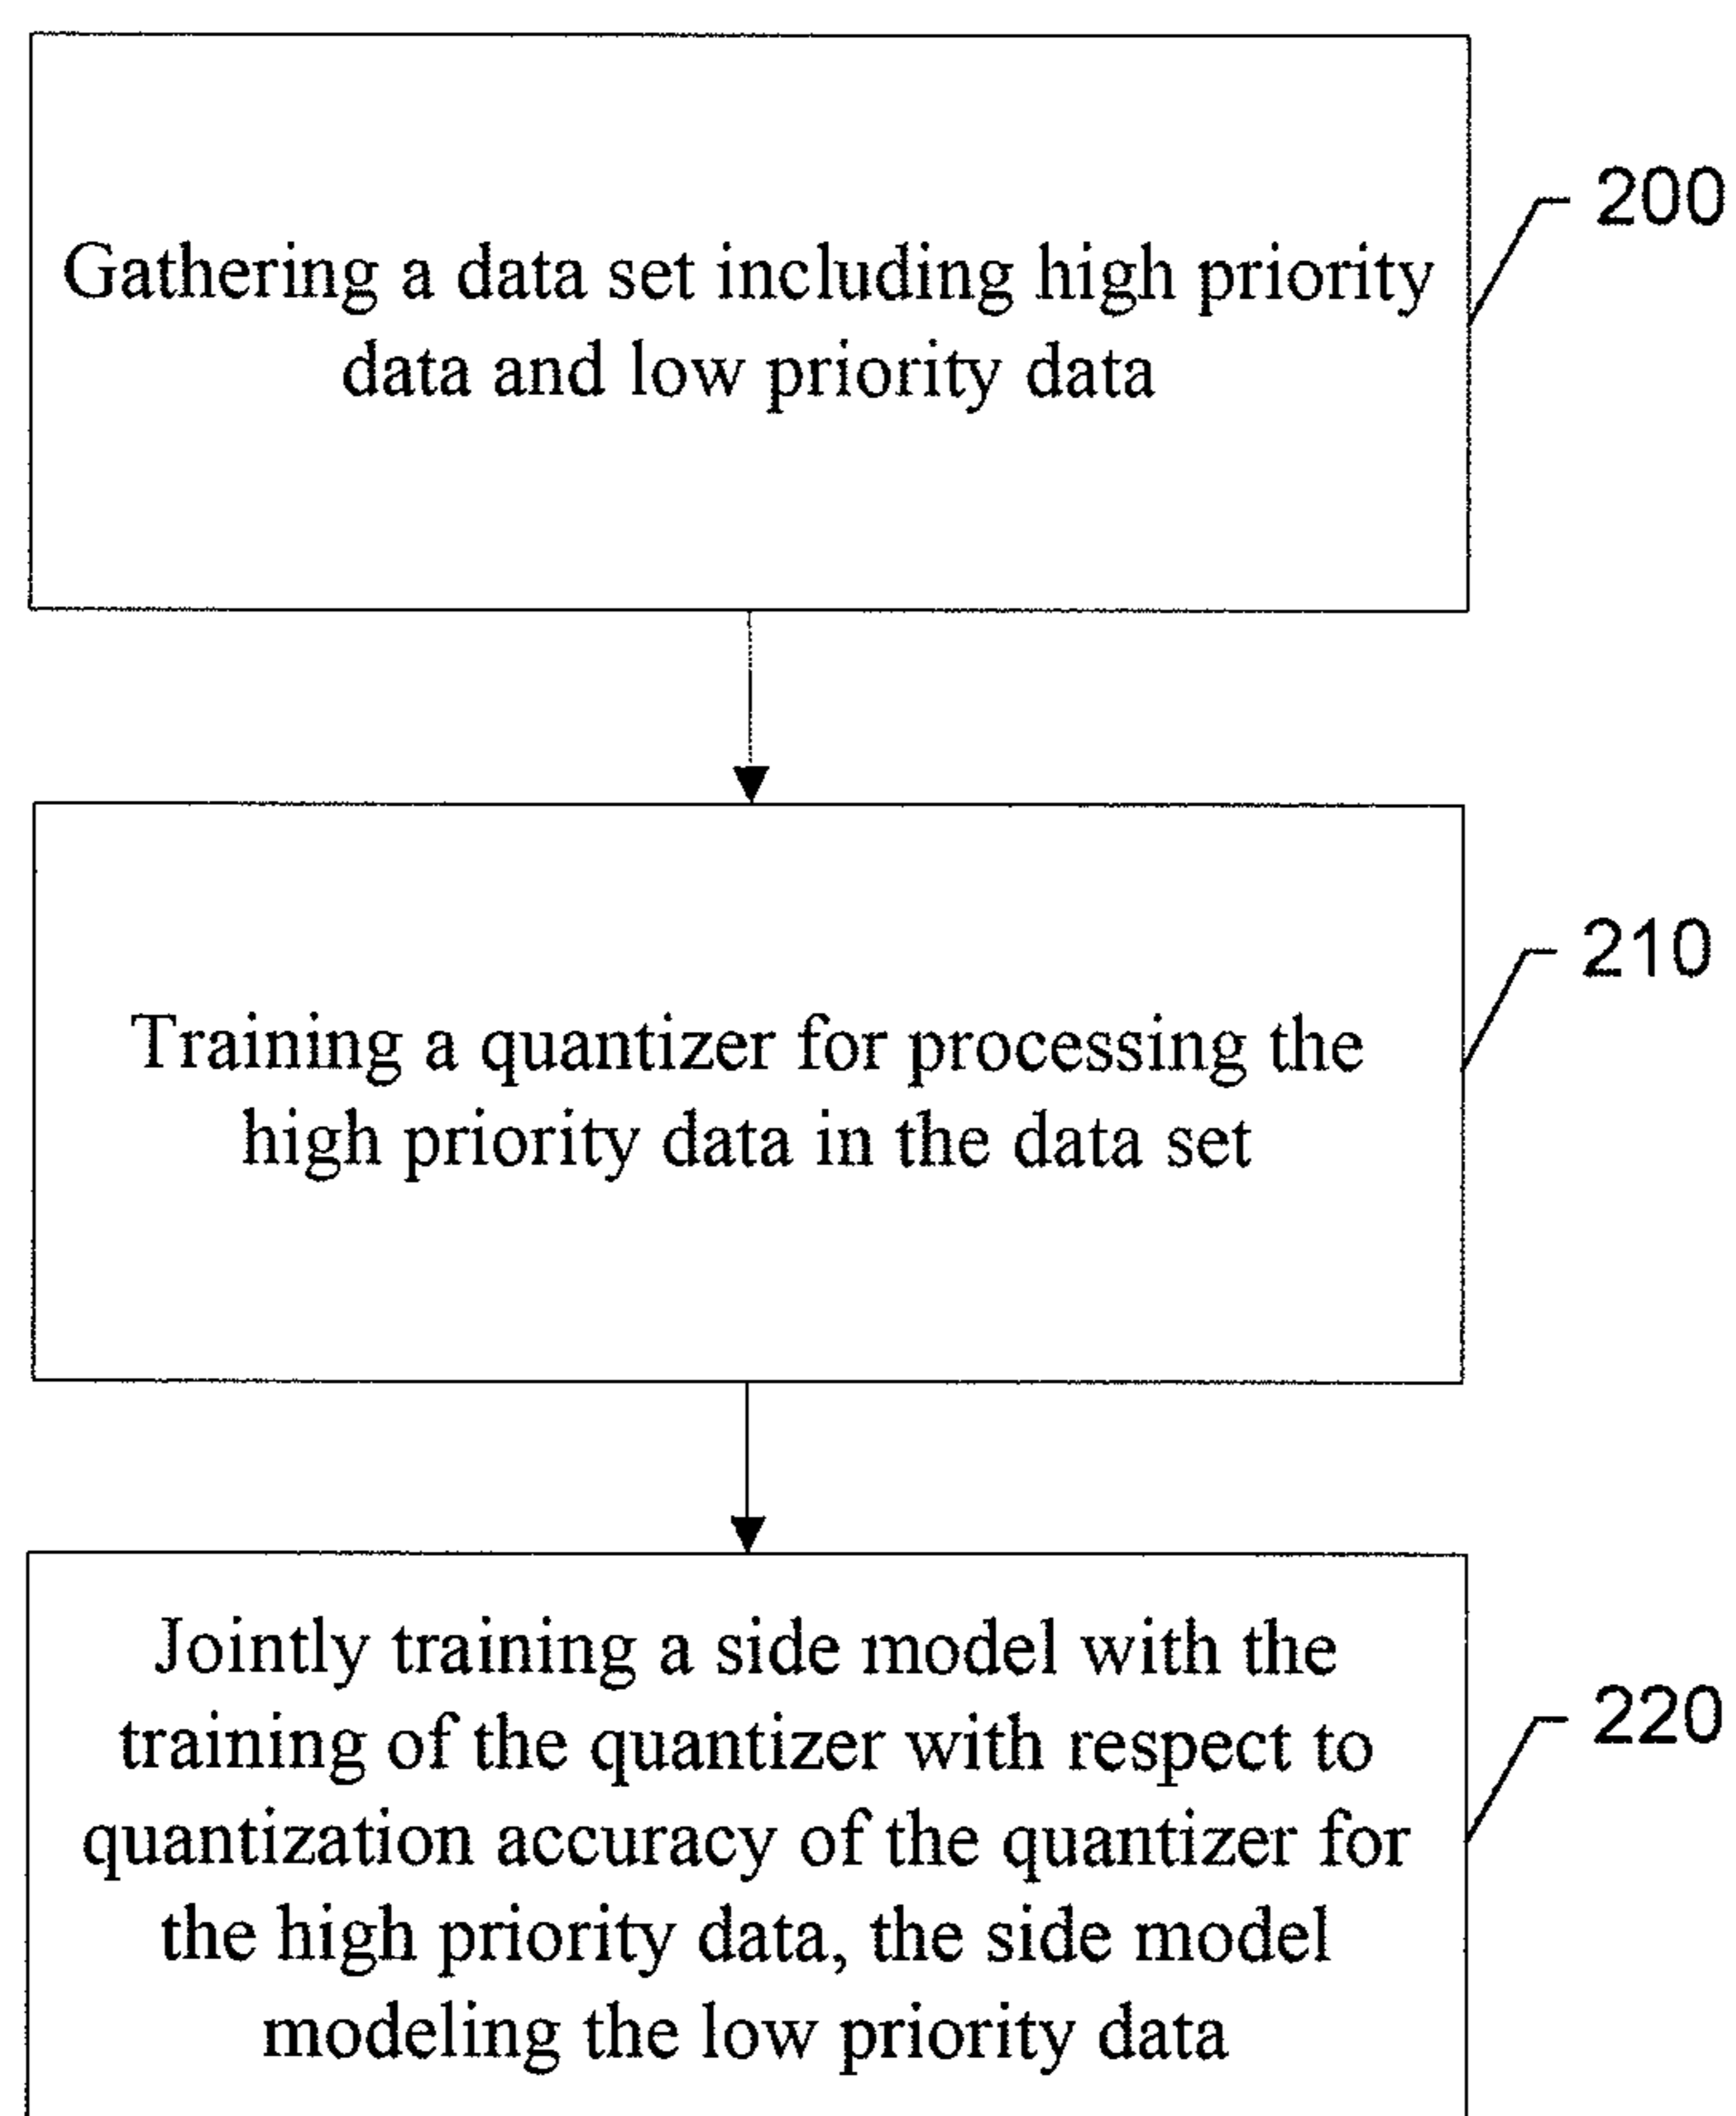 Gathering a data set including high priority
data and low priority data
200
Training a quantizer for processing the
high priority data in the data set
210
Jointly training a side model with the
training of the quantizer with respect to
quantization accuracy of the quantizer for
the high priority data, the side model
modeling the low priority data
220